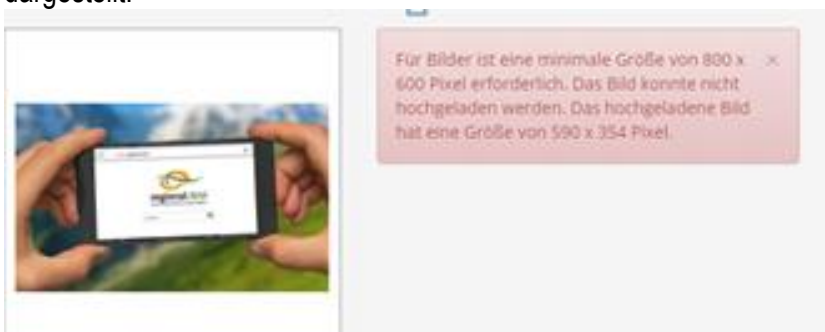 dargestellt.
Für Bilder ist eine minimale Größe von 800 x
600 Pixel erforderlich. Das Bild konnte nicht
hochgeladen werden. Das hochgeladene Bild
hat eine Größe von 590 x 354 Pixel.
regional